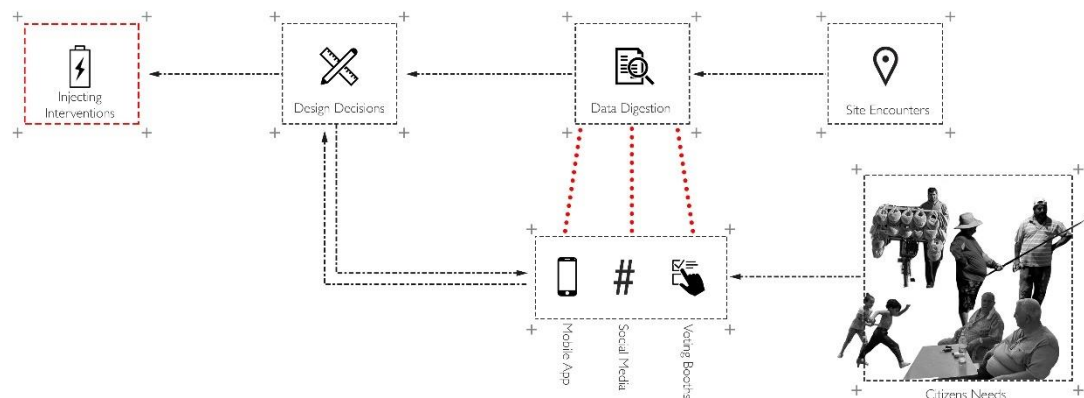 Injecting
Interventions
Design Decisions
Data Digestion
Site Encounters
#
Mobile App
Social Media
Voting Booths
Citizens Needs